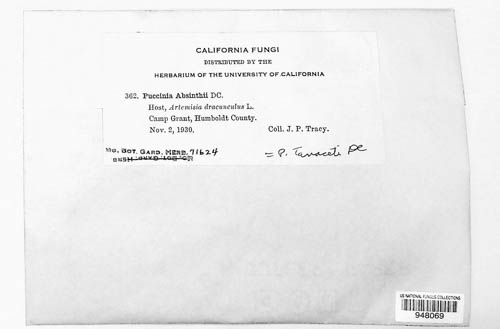 CALIFORNIA FUNGI
DISTRIBUTED BY THE
HERBARIUM OF THE UNIVERSITY OF CALIFORNIA
362. Puccinia Absinthii DC.
Host, Artemisia dracunculus L.
Camp Grant, Humboldt County.
Nov. 2, 1930. Coll. J. P. Tracy.
BOT. GARD. HERB. 71624
= P. Tanaceti DC
US NATIONAL FUNGUS COLLECTIONS
948069